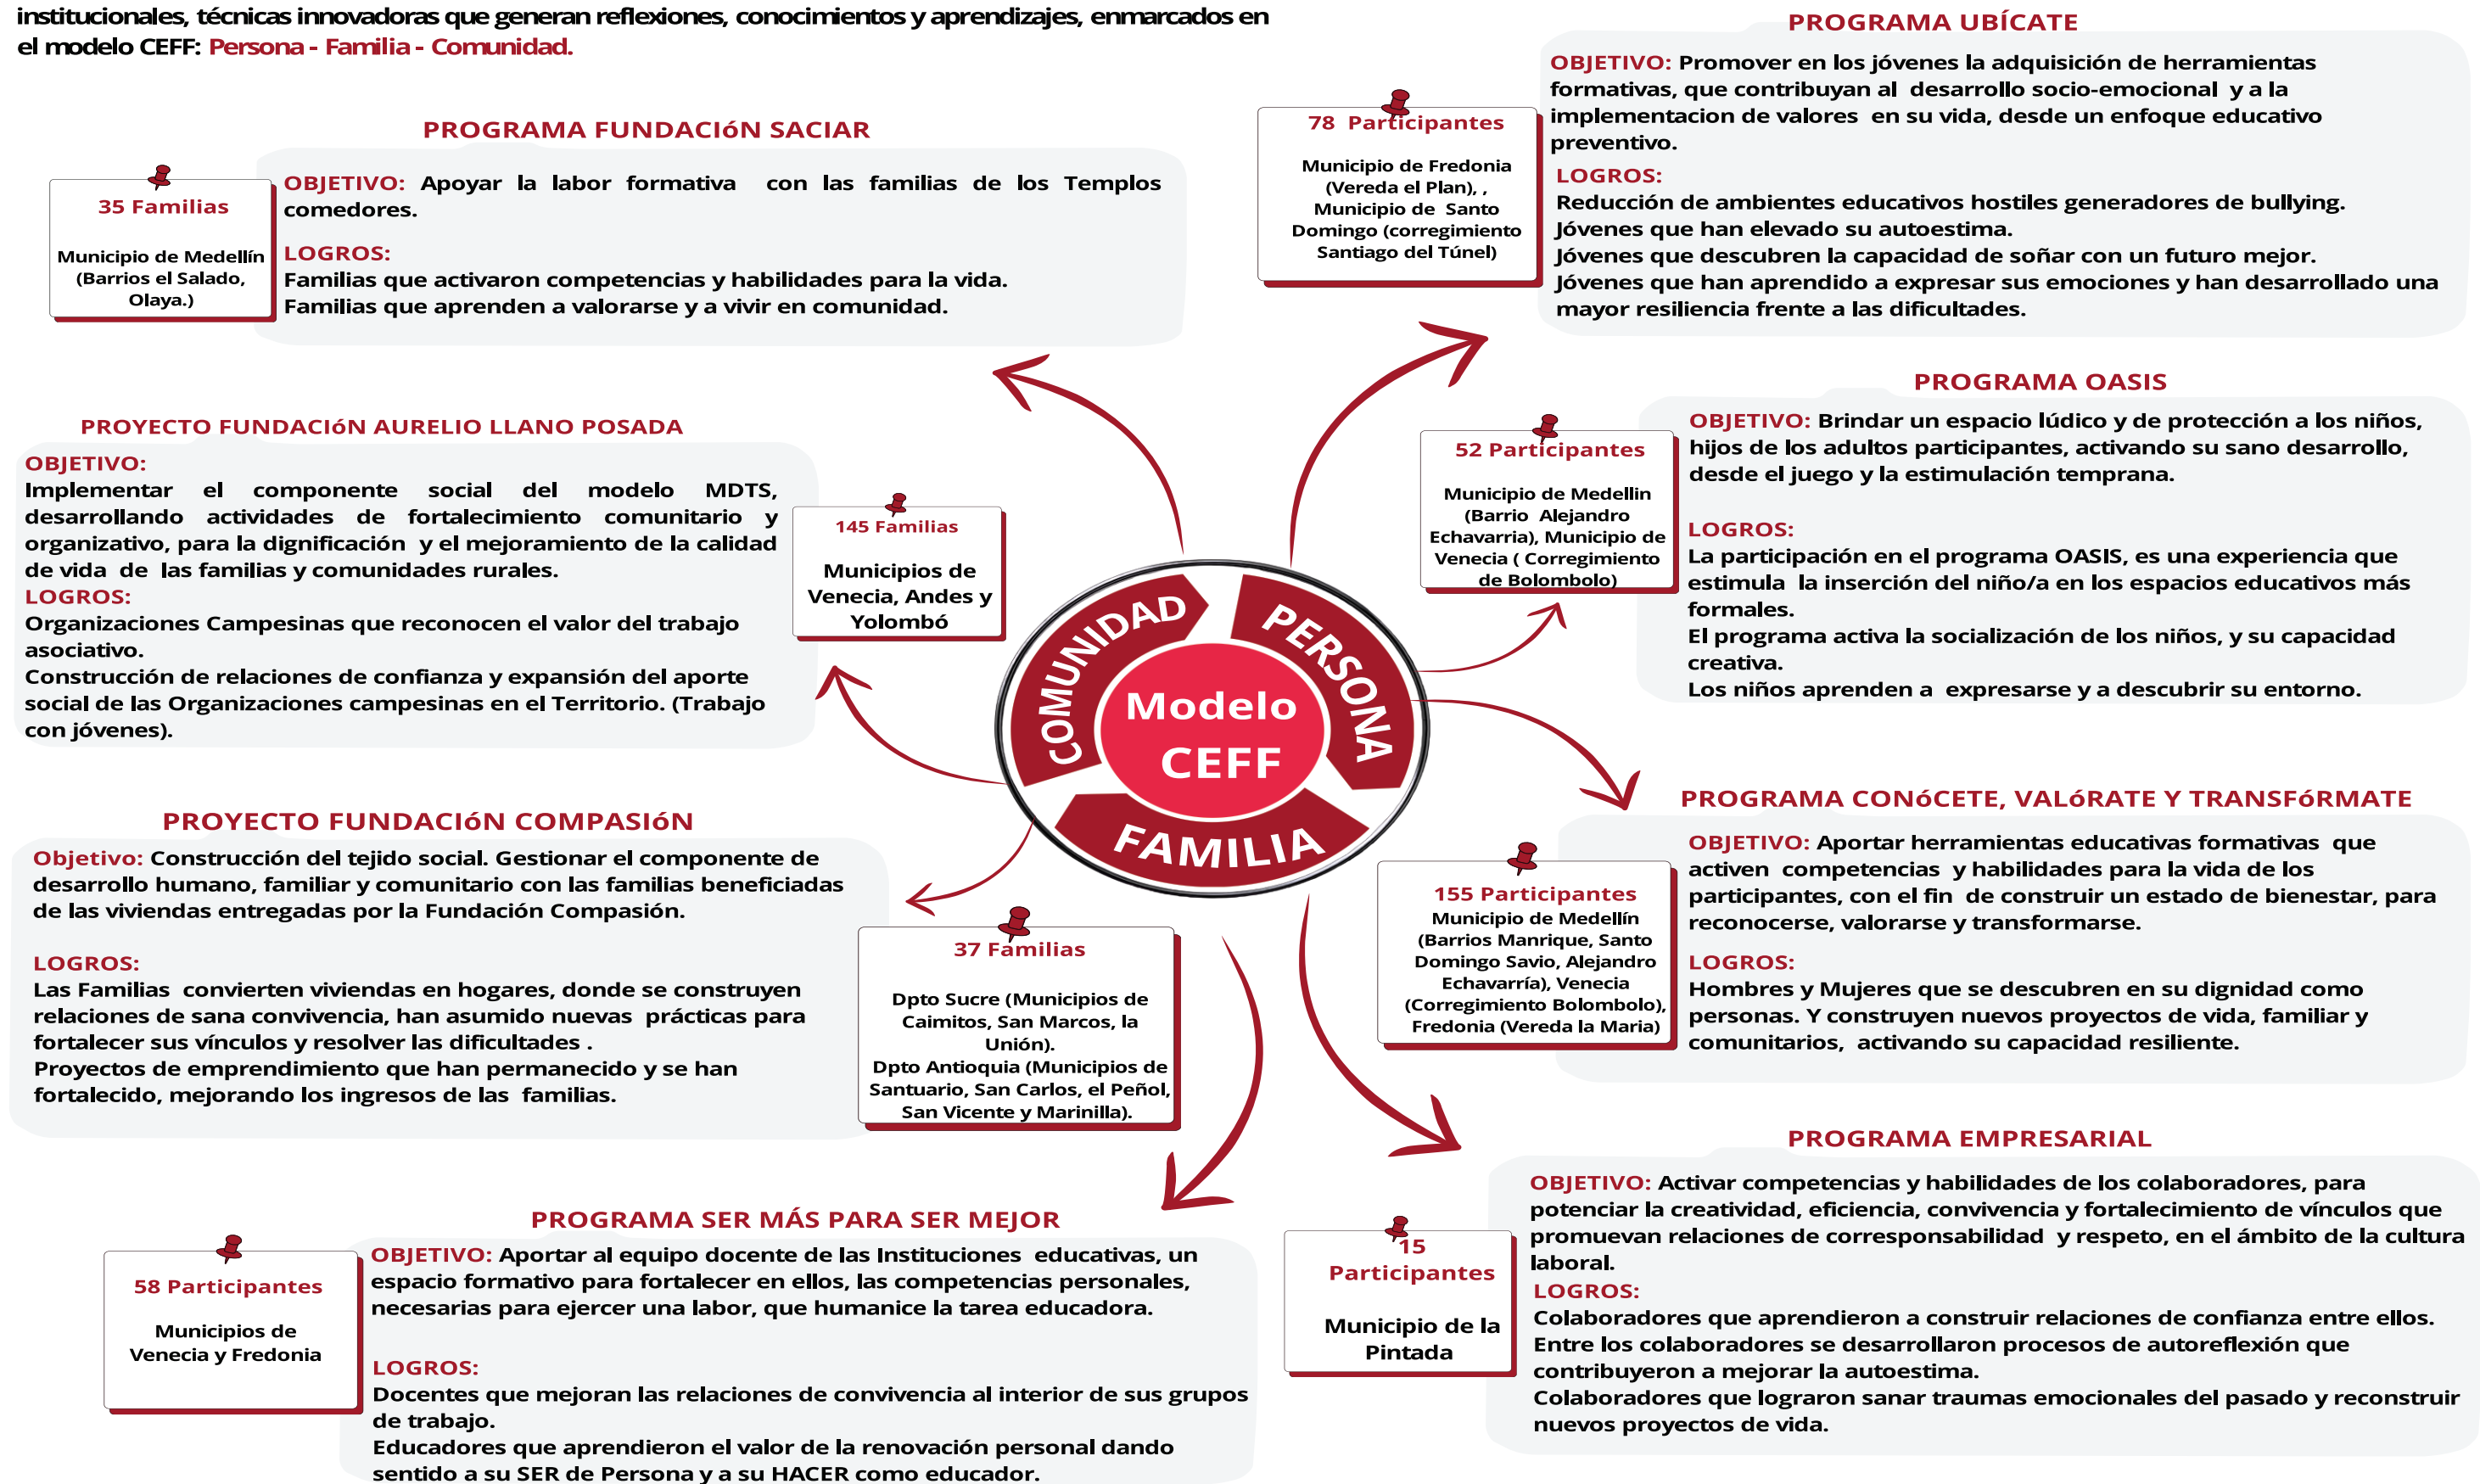 institucionales, técnicas innovadoras que generan reflexiones, conocimientos y aprendizajes, enmarcados en
el modelo CEFF: Persona - Familia - Comunidad.
PROGRAMA FUNDACIóN SACIAR
35 Familias
Municipio de Medellín
(Barrios el Salado,
Olaya.)
OBJETIVO: Apoyar la labor formativa con las familias de los Templos
comedores.
LOGROS:
Familias que activaron competencias y habilidades para la vida.
Familias que aprenden a valorarse y a vivir en comunidad.
PROGRAMA UBÍCATE
78 Participantes
Municipio de Fredonia
(Vereda el Plan), ,
Municipio de Santo
Domingo (corregimiento
Santiago del Túnel)
OBJETIVO: Promover en los jóvenes la adquisición de herramientas
formativas, que contribuyan al desarrollo socio-emocional y a la
implementacion de valores en su vida, desde un enfoque educativo
preventivo.
LOGROS:
Reducción de ambientes educativos hostiles generadores de bullying.
Jóvenes que han elevado su autoestima.
Jóvenes que descubren la capacidad de soñar con un futuro mejor.
Jóvenes que han aprendido a expresar sus emociones y han desarrollado una
mayor resiliencia frente a las dificultades.
PROYECTO FUNDACIóN AURELIO LLANO POSADA
OBJETIVO:
Implementar el componente social del modelo MDTS,
desarrollando actividades de fortalecimiento comunitario y
organizativo, para la dignificación y el mejoramiento de la calidad
de vida de las familias y comunidades rurales.
LOGROS:
Organizaciones Campesinas que reconocen el valor del trabajo
asociativo.
Construcción de relaciones de confianza y expansión del aporte
social de las Organizaciones campesinas en el Territorio. (Trabajo
con jóvenes).
145 Familias
Municipios de
Venecia, Andes y
Yolombó
PROGRAMA OASIS
52 Participantes
Municipio de Medellin
(Barrio Alejandro
Echavarria), Municipio de
Venecia ( Corregimiento
de Bolombolo)
OBJETIVO: Brindar un espacio lúdico y de protección a los niños,
hijos de los adultos participantes, activando su sano desarrollo,
desde el juego y la estimulación temprana.
LOGROS:
La participación en el programa OASIS, es una experiencia que
estimula la inserción del niño/a en los espacios educativos más
formales.
El programa activa la socialización de los niños, y su capacidad
creativa.
Los niños aprenden a expresarse y a descubrir su entorno.
COMUNIDAD
PERSONA
FAMILIA
Modelo
CEFF
PROYECTO FUNDACIóN COMPASIóN
Objetivo: Construcción del tejido social. Gestionar el componente de
desarrollo humano, familiar y comunitario con las familias beneficiadas
de las viviendas entregadas por la Fundación Compasión.
LOGROS:
Las Familias convierten viviendas en hogares, donde se construyen
relaciones de sana convivencia, han asumido nuevas prácticas para
fortalecer sus vínculos y resolver las dificultades .
Proyectos de emprendimiento que han permanecido y se han
fortalecido, mejorando los ingresos de las familias.
37 Familias
Dpto Sucre (Municipios de
Caimitos, San Marcos, la
Unión).
Dpto Antioquia (Municipios de
Santuario, San Carlos, el Peñol,
San Vicente y Marinilla).
PROGRAMA CONóCETE, VALóRATE Y TRANSFóRMATE
155 Participantes
Municipio de Medellín
(Barrios Manrique, Santo
Domingo Savio, Alejandro
Echavarría), Venecia
(Corregimiento Bolombolo),
Fredonia (Vereda la Maria)
OBJETIVO: Aportar herramientas educativas formativas que
activen competencias y habilidades para la vida de los
participantes, con el fin de construir un estado de bienestar, para
reconocerse, valorarse y transformarse.
LOGROS:
Hombres y Mujeres que se descubren en su dignidad como
personas. Y construyen nuevos proyectos de vida, familiar y
comunitarios, activando su capacidad resiliente.
PROGRAMA SER MÁS PARA SER MEJOR
58 Participantes
Municipios de
Venecia y Fredonia
OBJETIVO: Aportar al equipo docente de las Instituciones educativas, un
espacio formativo para fortalecer en ellos, las competencias personales,
necesarias para ejercer una labor, que humanice la tarea educadora.
LOGROS:
Docentes que mejoran las relaciones de convivencia al interior de sus grupos
de trabajo.
Educadores que aprendieron el valor de la renovación personal dando
sentido a su SER de Persona y a su HACER como educador.
PROGRAMA EMPRESARIAL
15
Participantes
Municipio de la
Pintada
OBJETIVO: Activar competencias y habilidades de los colaboradores, para
potenciar la creatividad, eficiencia, convivencia y fortalecimiento de vínculos que
promuevan relaciones de corresponsabilidad y respeto, en el ámbito de la cultura
laboral.
LOGROS:
Colaboradores que aprendieron a construir relaciones de confianza entre ellos.
Entre los colaboradores se desarrollaron procesos de autoreflexión que
contribuyeron a mejorar la autoestima.
Colaboradores que lograron sanar traumas emocionales del pasado y reconstruir
nuevos proyectos de vida.